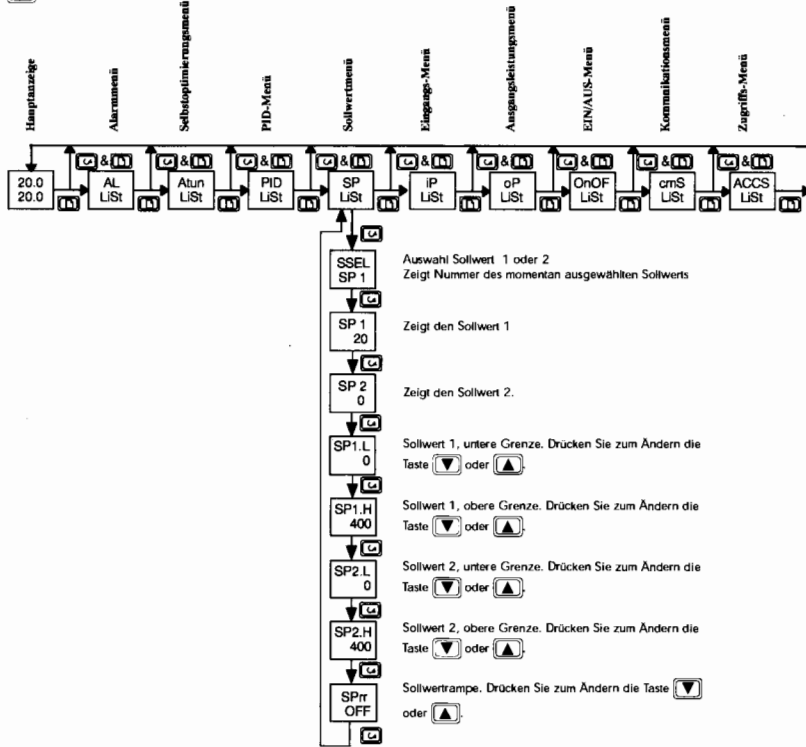 Hauptanzeige
Alarmmenü
Selbstoptimierungsmenü
PID-Menü
Sollwertmenü
Eingangs-Menü
Ausgangsleistungsmenü
EIN/AUS-Menü
Kommunikationsmenü
Zugriffs-Menü
& & & & & & & & &
20.0 AL Atun PID SP iP oP OnOF cmS ACCS
20.0 LiSt LiSt LiSt LiSt LiSt LiSt LiSt LiSt LiSt
SSEL
SP 1
Auswahl Sollwert 1 oder 2
Zeigt Nummer des momentan ausgewählten Sollwerts
SP 1
20
Zeigt den Sollwert 1
SP 2
0
Zeigt den Sollwert 2.
SP1.L
0
Sollwert 1, untere Grenze. Drücken Sie zum Ändern die
Taste ▼ oder ▲.
SP1.H
400
Sollwert 1, obere Grenze. Drücken Sie zum Ändern die
Taste ▼ oder ▲.
SP2.L
0
Sollwert 2, untere Grenze. Drücken Sie zum Ändern die
Taste ▼ oder ▲.
SP2.H
400
Sollwert 2, obere Grenze. Drücken Sie zum Ändern die
Taste ▼ oder ▲.
SPrr
OFF
Sollwertrampe. Drücken Sie zum Ändern die Taste ▼
oder ▲.